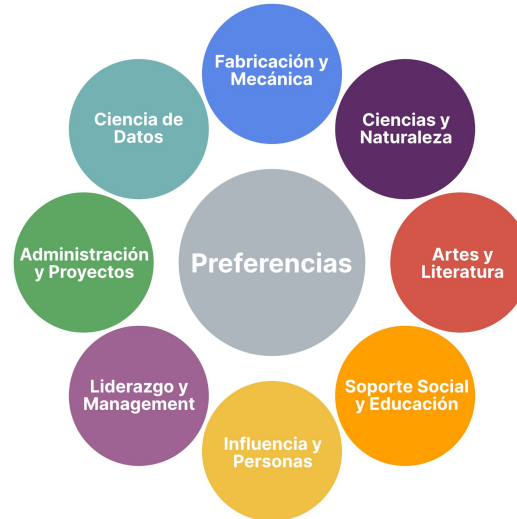 Fabricación y
Mecánica
Ciencias y
Naturaleza
Artes y
Literatura
Soporte Social
y Educación
Influencia y
Personas
Liderazgo y
Management
Administración
y Proyectos
Ciencia de
Datos
Preferencias